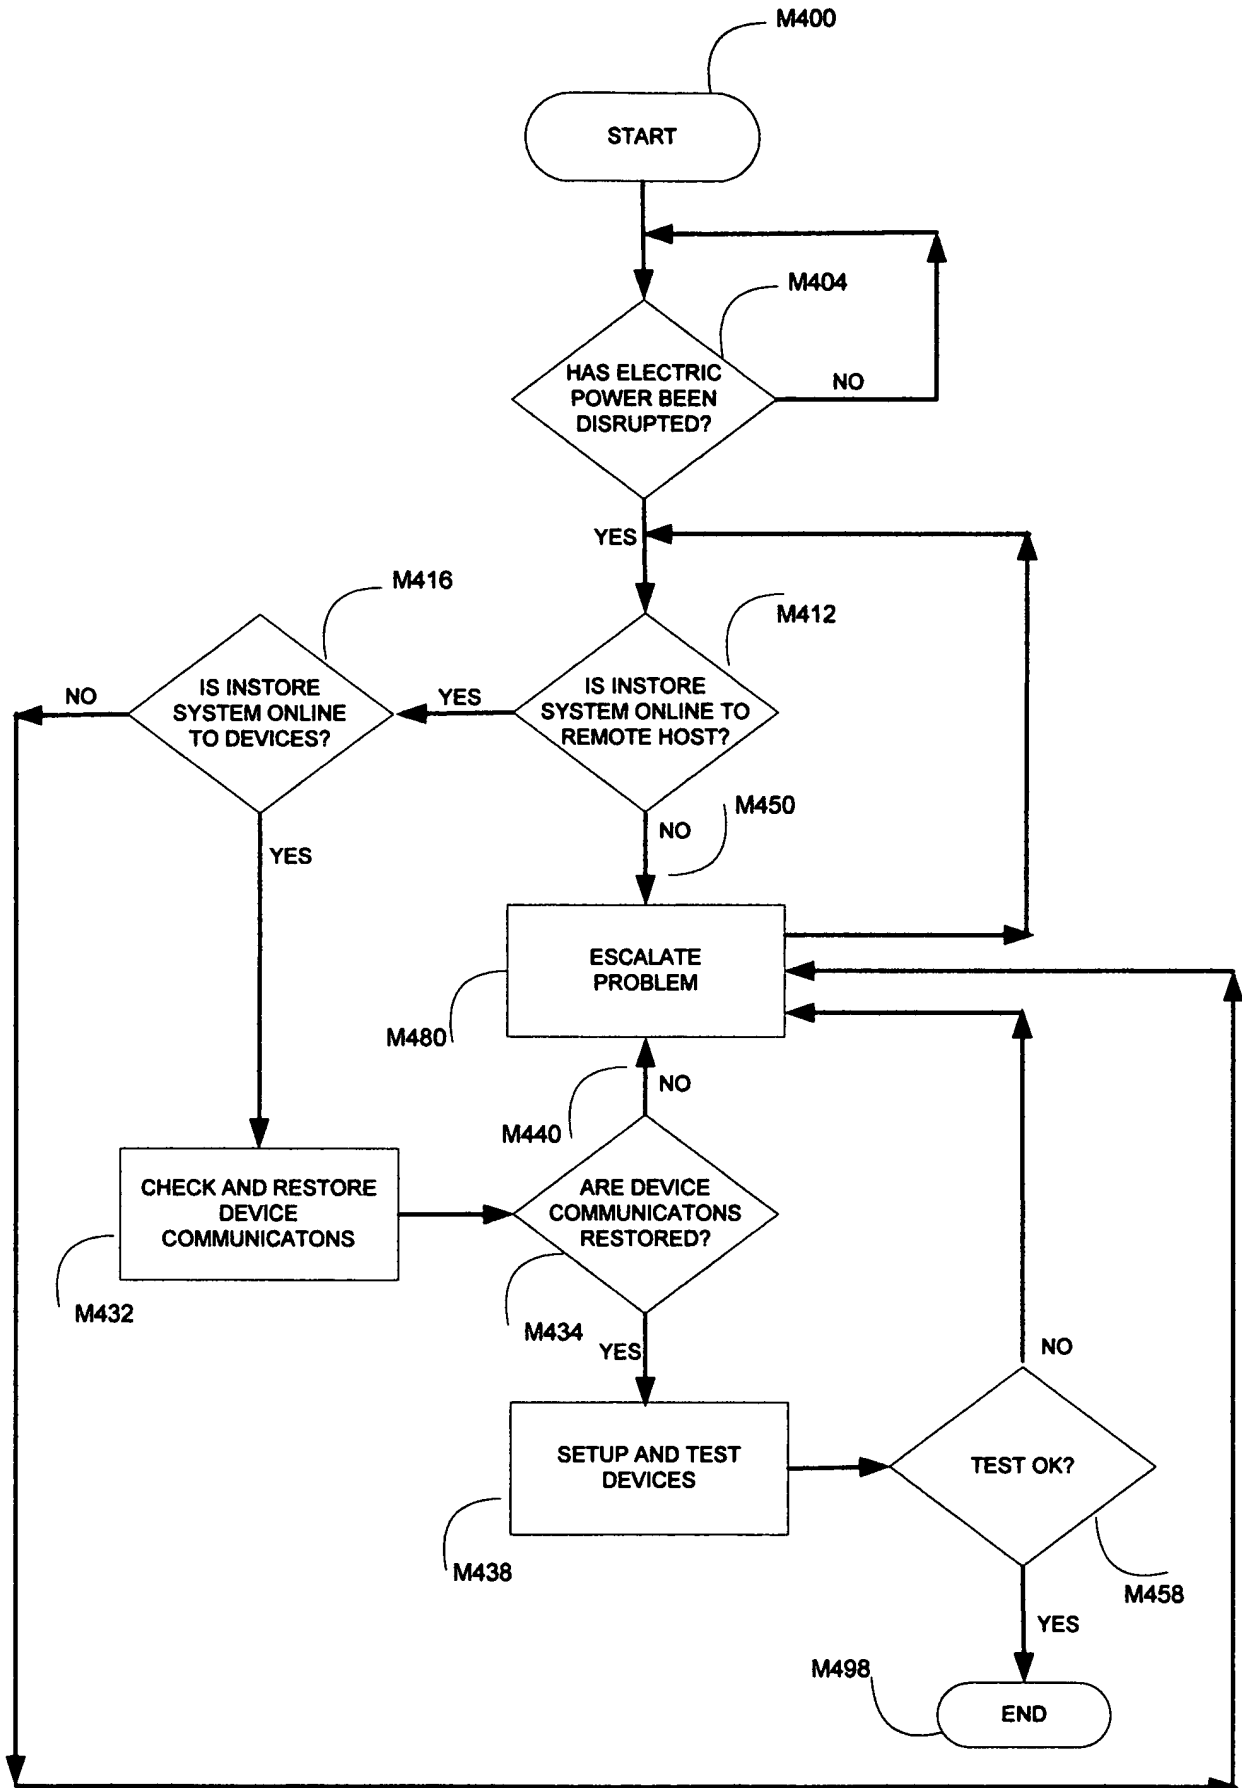 M400
START
M404
HAS ELECTRIC
POWER BEEN
DISRUPTED?
NO
YES
M416
M412
NO
IS INSTORE
SYSTEM ONLINE
TO DEVICES?
YES
IS INSTORE
SYSTEM ONLINE TO
REMOTE HOST?
M450
NO
YES
ESCALATE
PROBLEM
M480
NO
M440
CHECK AND RESTORE
DEVICE
COMMUNICATONS
ARE DEVICE
COMMUNICATONS
RESTORED?
M432
M434
YES
NO
SETUP AND TEST
DEVICES
TEST OK?
M438
M458
YES
M498
END